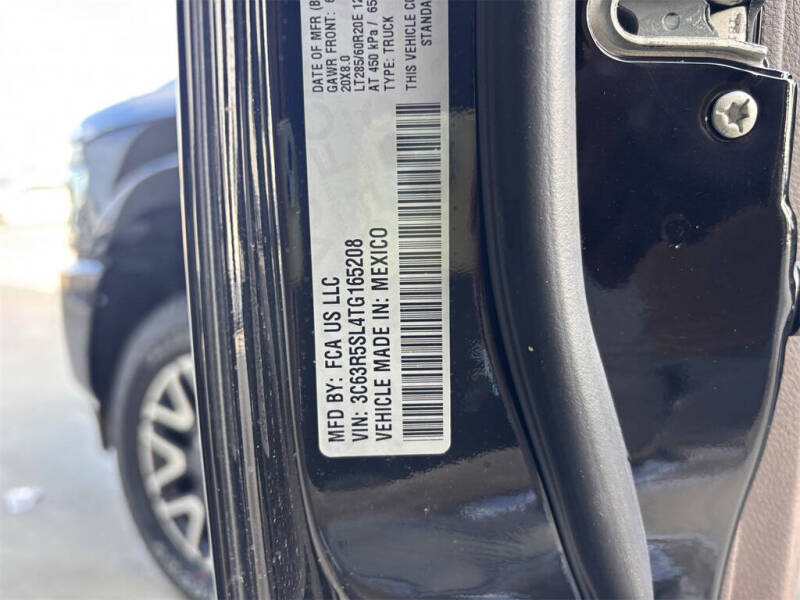 MFD BY: FCA US LLC
VIN: 3C63R5SL4TG165208
VEHICLE MADE IN: MEXICO
DATE OF MFR
GAWR FRONT:
20X8.0
LT285/60R20E
AT 450 kPa / 65
TYPE: TRUCK
THIS VEHICLE
STANDA